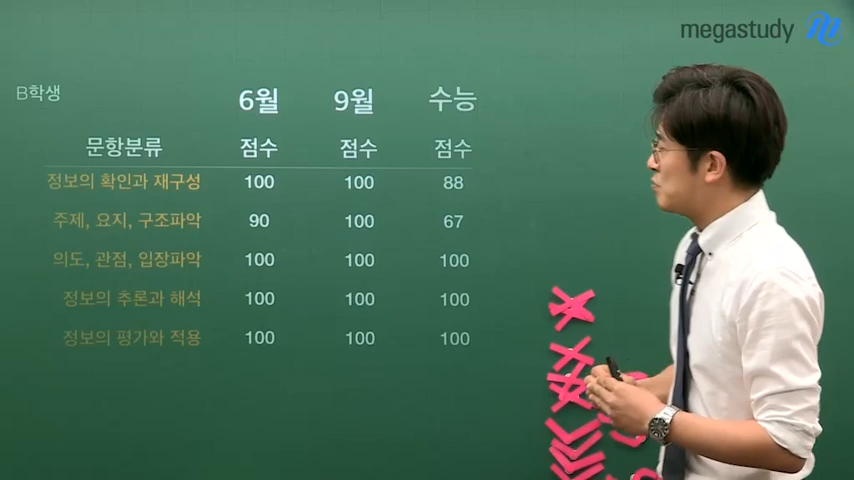 megastudy
B학생
6월 9월 수능
문항분류 점수 점수 점수
정보의 확인과 재구성 100 100 88
주제, 요지, 구조파악 90 100 67
의도, 관점, 입장파악 100 100 100
정보의 추론과 해석 100 100 100
정보의 평가와 적용 100 100 100